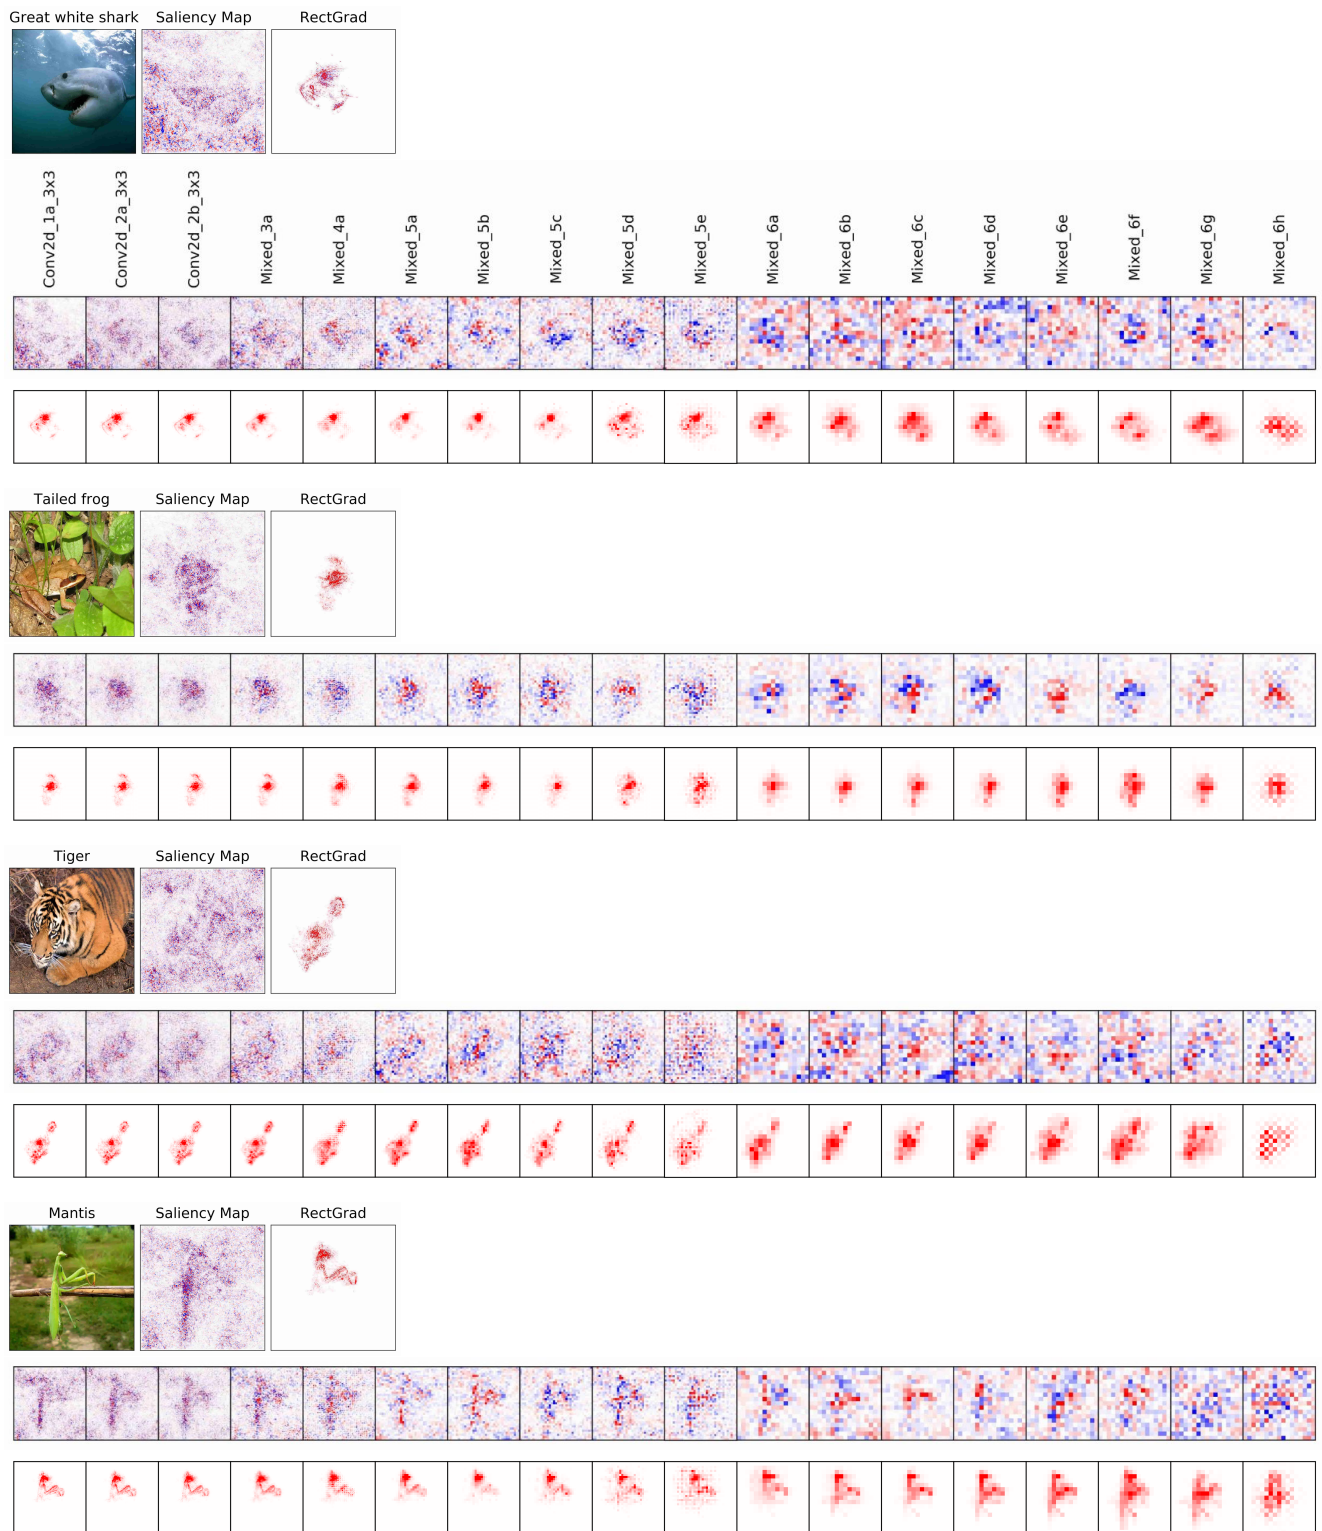 Great white shark Saliency Map RectGrad
Conv2d_1a_3x3
Conv2d_2a_3x3
Conv2d_2b_3x3
Mixed_3a
Mixed_4a
Mixed_5a
Mixed_5b
Mixed_5c
Mixed_5d
Mixed_5e
Mixed_6a
Mixed_6b
Mixed_6c
Mixed_6d
Mixed_6e
Mixed_6f
Mixed_6g
Mixed_6h
Tailed frog Saliency Map RectGrad
Tiger Saliency Map RectGrad
Mantis Saliency Map RectGrad